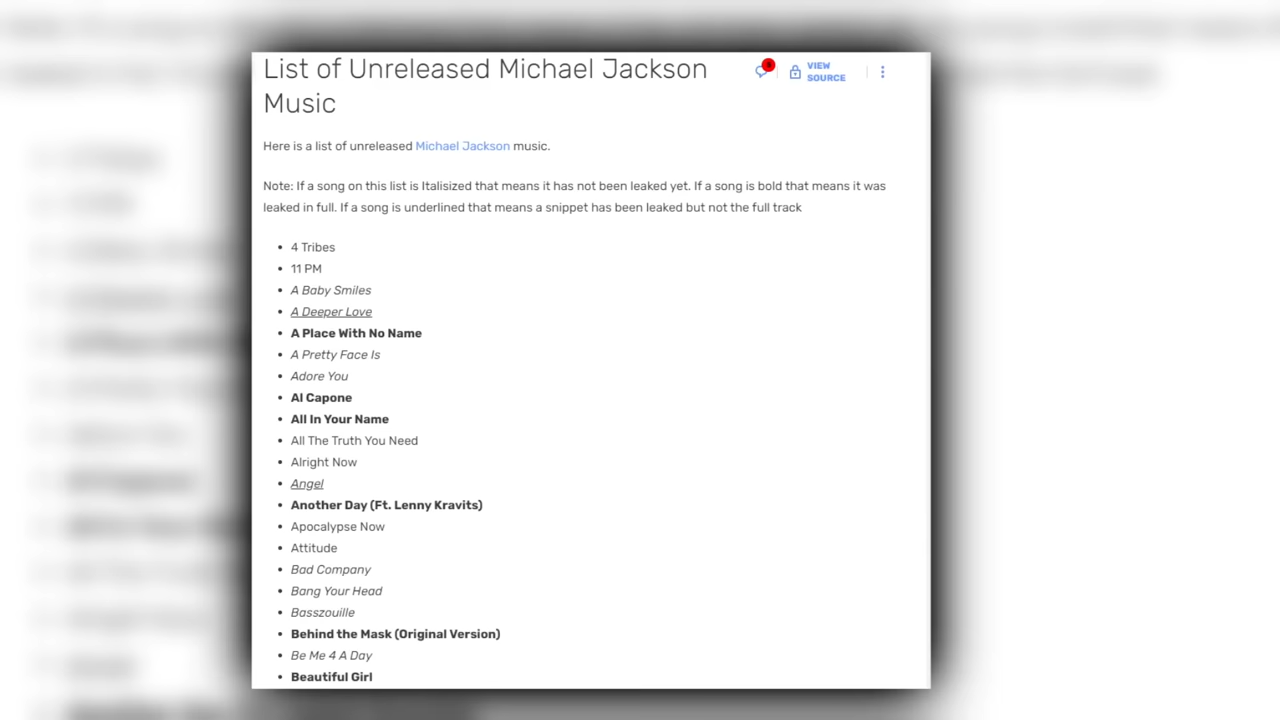 List of Unreleased Michael Jackson
Music
VIEW
SOURCE
Here is a list of unreleased Michael Jackson music.
Note: If a song on this list is Italisized that means it has not been leaked yet. If a song is bold that means it was
leaked in full. If a song is underlined that means a snippet has been leaked but not the full track
4 Tribes
11 PM
A Baby Smiles
A Deeper Love
A Place With No Name
A Pretty Face Is
Adore You
Al Capone
All In Your Name
All The Truth You Need
Alright Now
Angel
Another Day (Ft. Lenny Kravits)
Apocalypse Now
Attitude
Bad Company
Bang Your Head
Basszouille
Behind the Mask (Original Version)
Be Me 4 A Day
Beautiful Girl